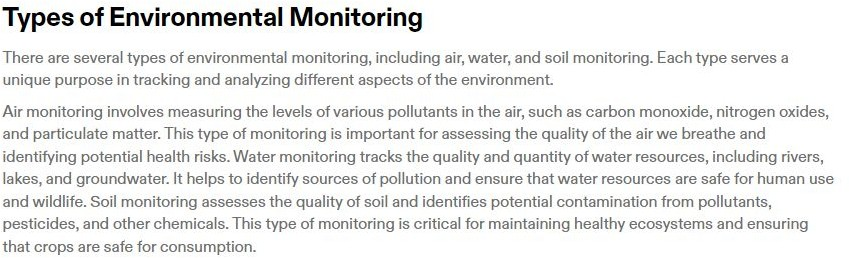 Types of Environmental Monitoring
There are several types of environmental monitoring, including air, water, and soil monitoring. Each type serves a
unique purpose in tracking and analyzing different aspects of the environment.
Air monitoring involves measuring the levels of various pollutants in the air, such as carbon monoxide, nitrogen oxides,
and particulate matter. This type of monitoring is important for assessing the quality of the air we breathe and
identifying potential health risks. Water monitoring tracks the quality and quantity of water resources, including rivers,
lakes, and groundwater. It helps to identify sources of pollution and ensure that water resources are safe for human use
and wildlife. Soil monitoring assesses the quality of soil and identifies potential contamination from pollutants,
pesticides, and other chemicals. This type of monitoring is critical for maintaining healthy ecosystems and ensuring
that crops are safe for consumption.